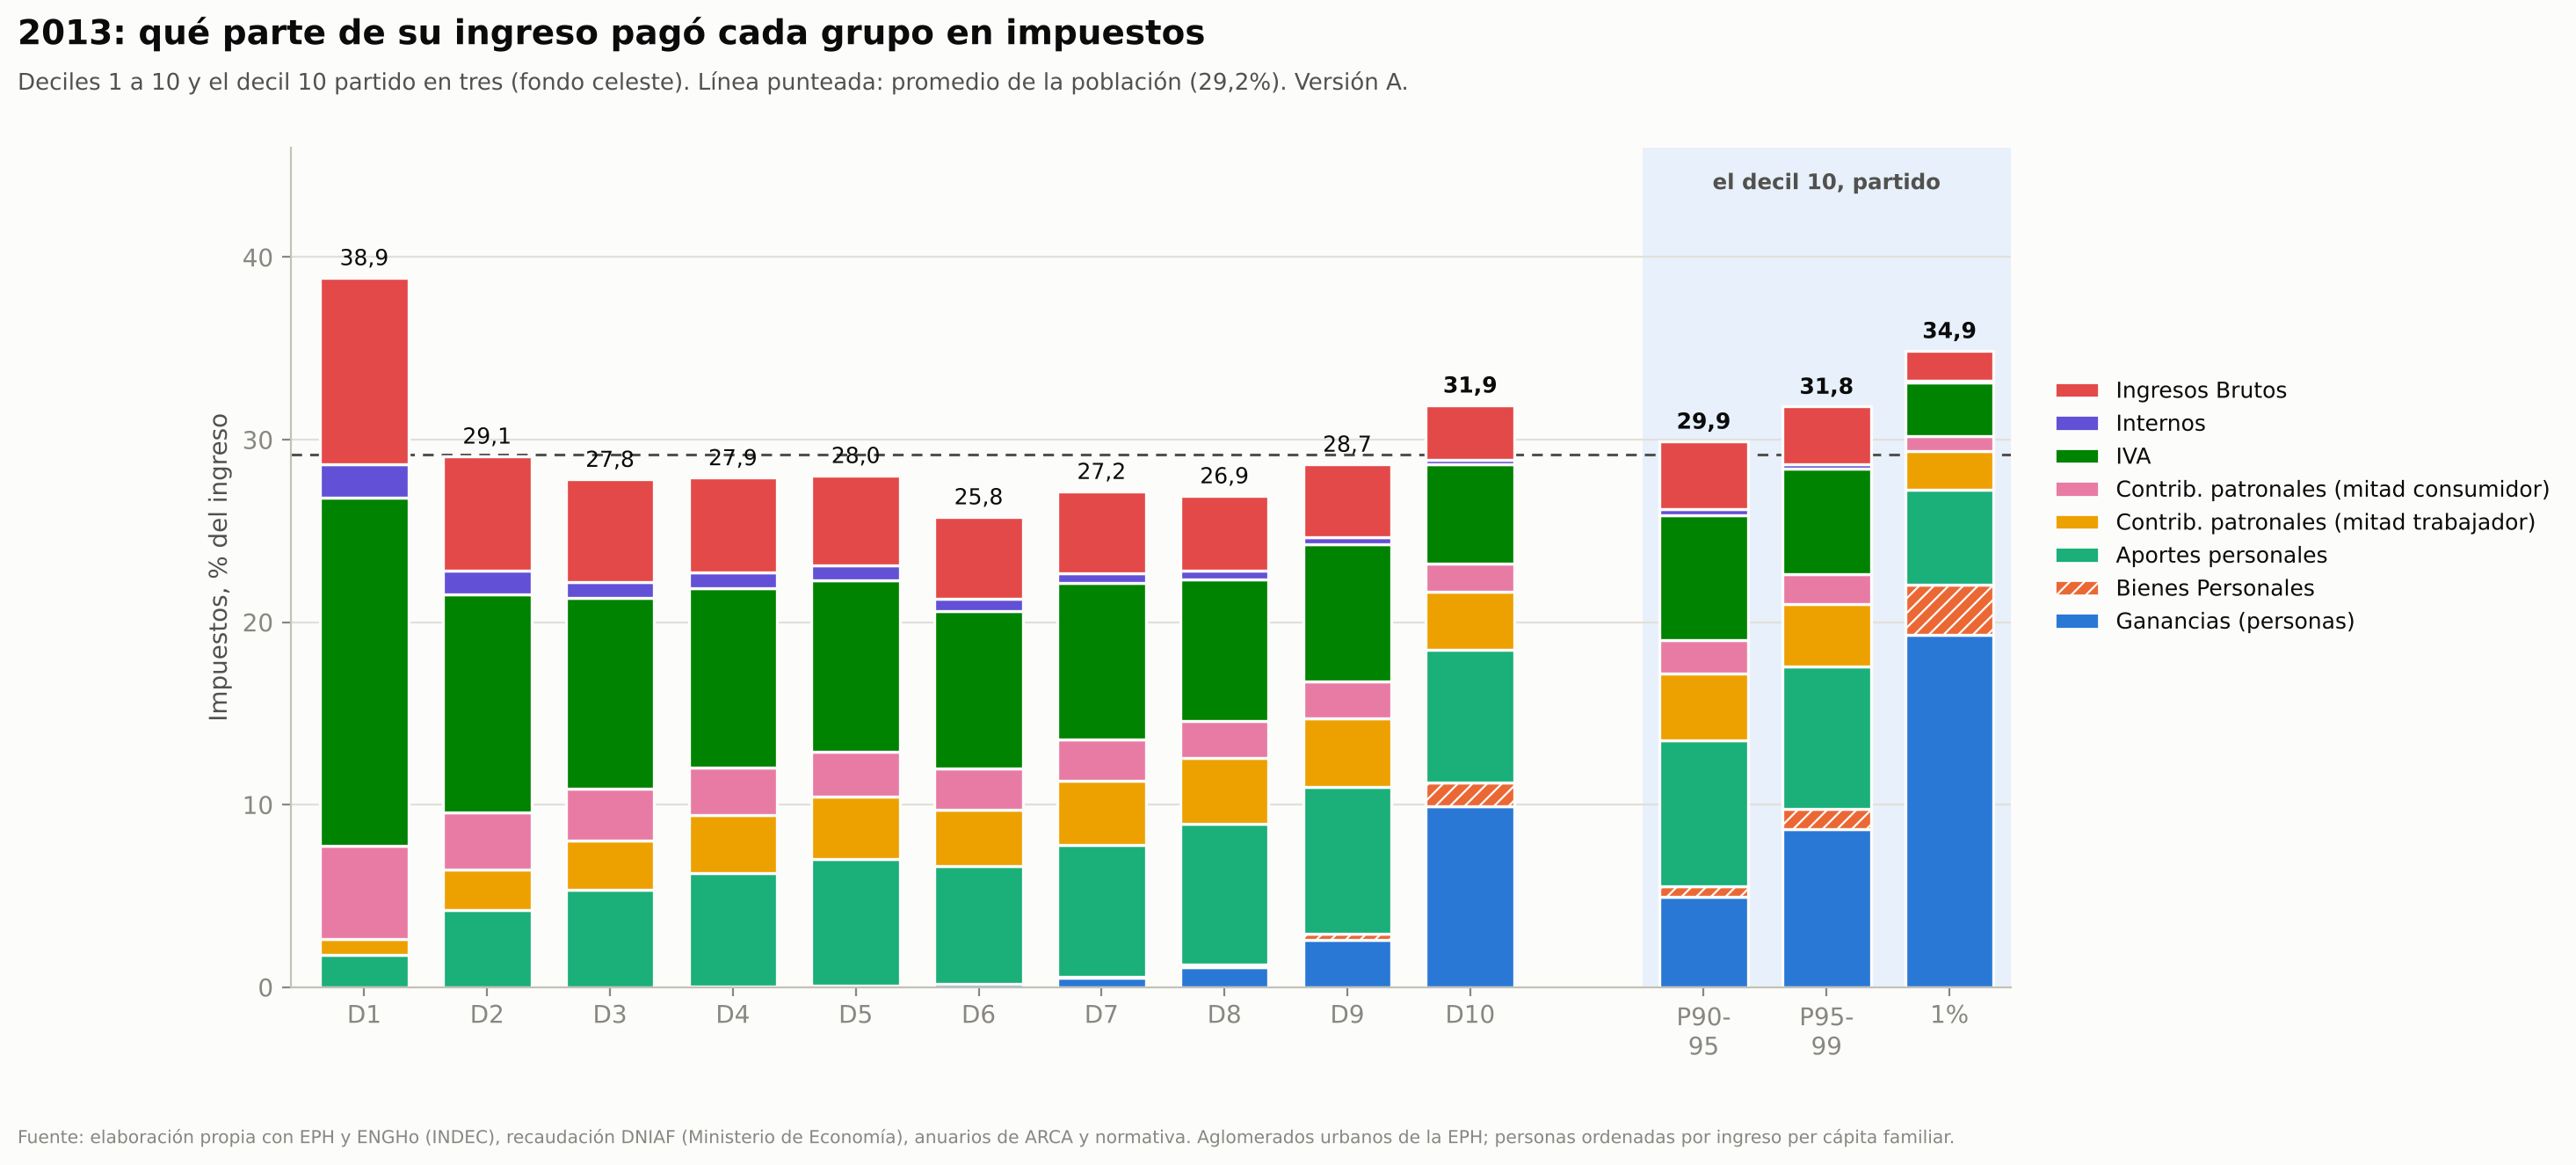 2013: qué parte de su ingreso pagó cada grupo en impuestos
Deciles 1 a 10 y el decil 10 partido en tres (fondo celeste). Línea punteada: promedio de la población (29,2%). Versión A.
el decil 10, partido
Impuestos, % del ingreso
40
30
20
10
0
38,9
29,1
27,8
27,9
28,0
25,8
27,2
26,9
28,7
31,9
29,9
31,8
34,9
D1
D2
D3
D4
D5
D6
D7
D8
D9
D10
P90-
95
P95-
99
1%
Ingresos Brutos
Internos
IVA
Contrib. patronales (mitad consumidor)
Contrib. patronales (mitad trabajador)
Aportes personales
Bienes Personales
Ganancias (personas)
Fuente: elaboración propia con EPH y ENGHo (INDEC), recaudación DNIAF (Ministerio de Economía), anuarios de ARCA y normativa. Aglomerados urbanos de la EPH; personas ordenadas por ingreso per cápita familiar.